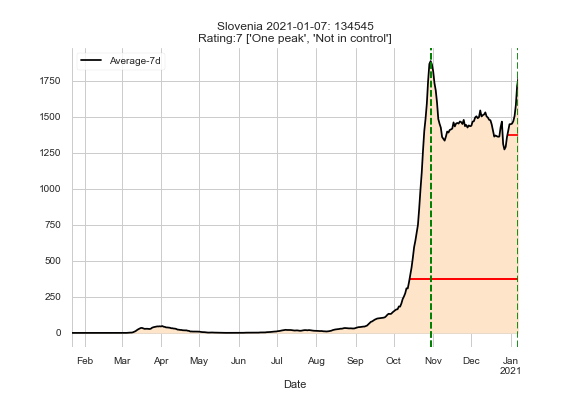 Slovenia 2021-01-07: 134545
Rating:7 ['One peak', 'Not in control']
Average-7d
1750
1500
1250
1000
750
500
250
0
Feb Mar Apr May Jun Jul Aug Sep Oct Nov Dec Jan
2021
Date